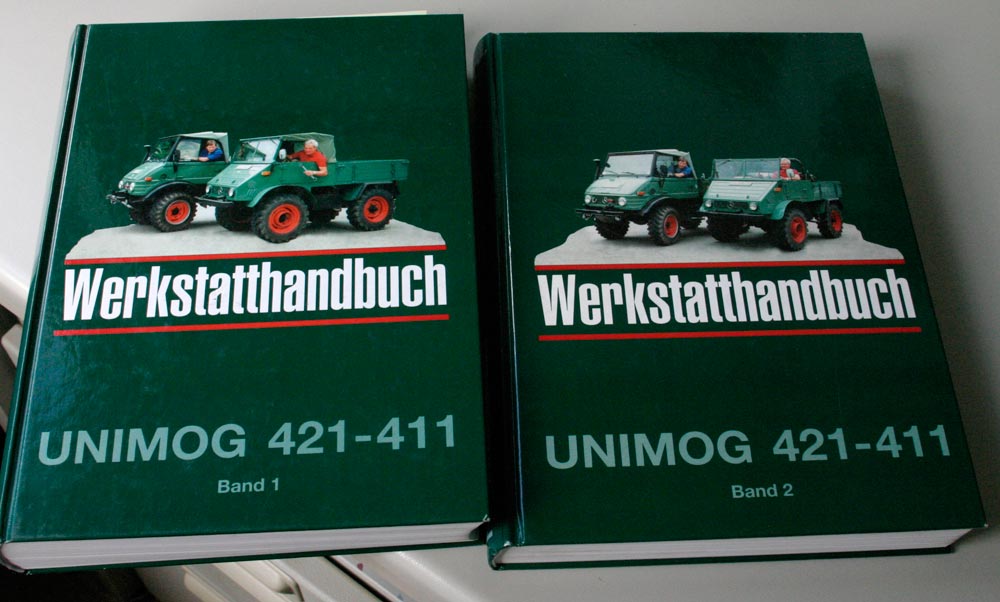 Werkstatthandbuch
UNIMOG 421-411
Band 1
Werkstatthandbuch
UNIMOG 421-411
Band 2